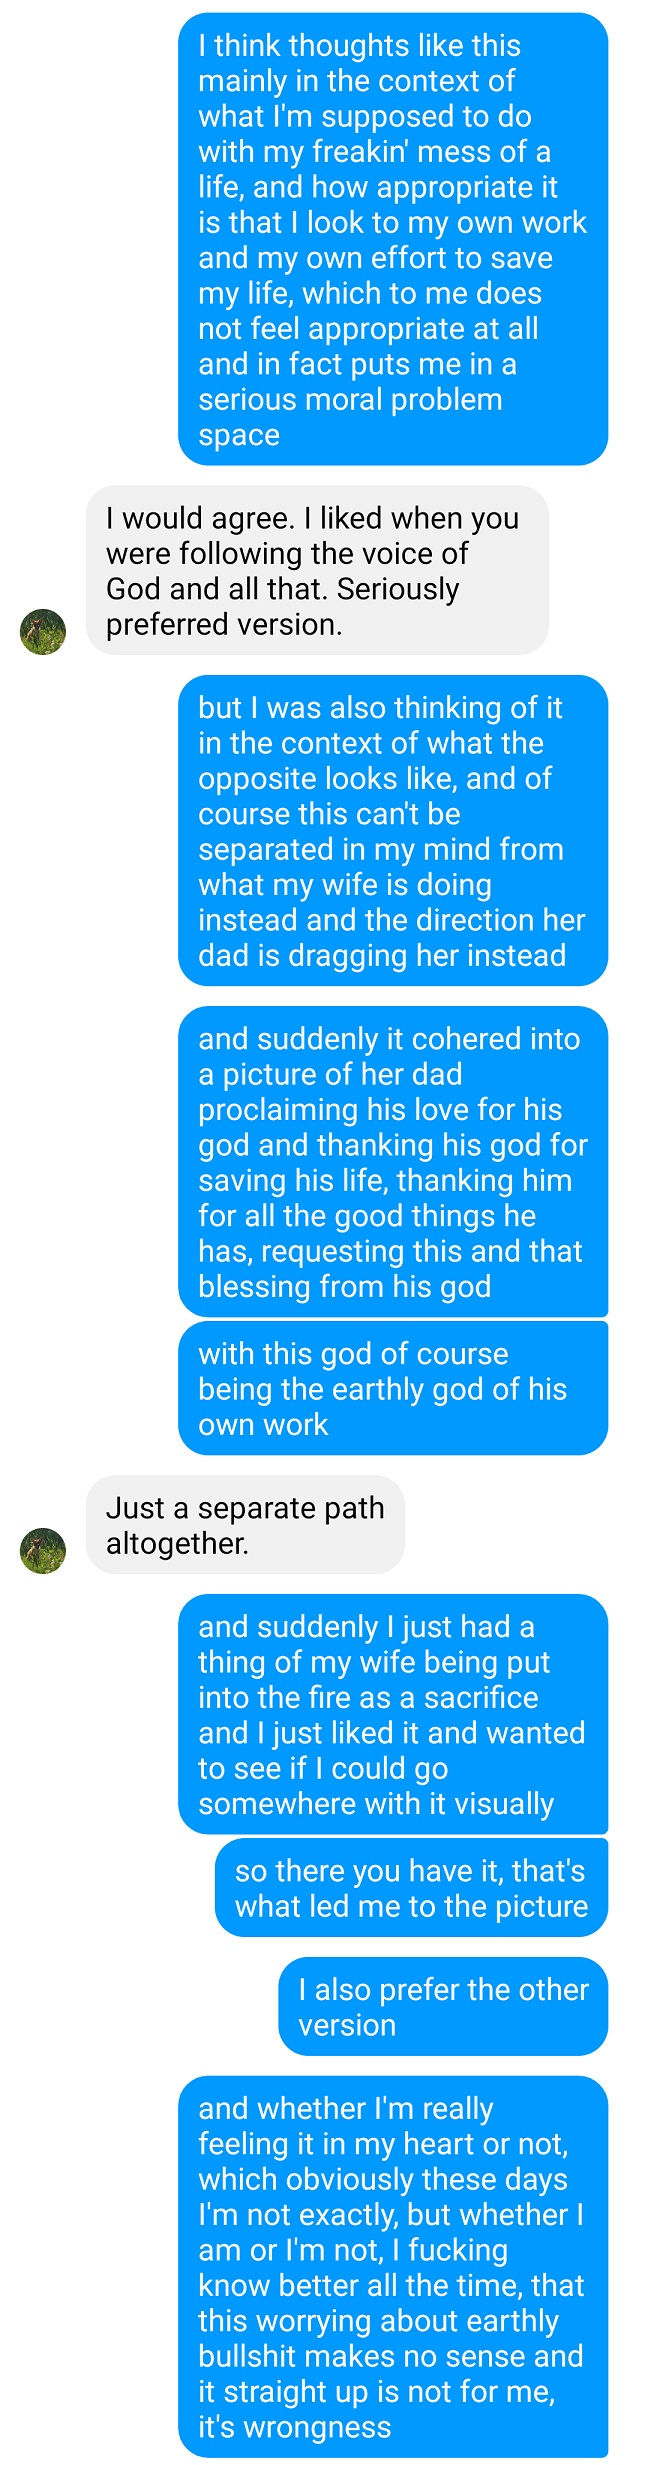 I think thoughts like this
mainly in the context of
what I'm supposed to do
with my freakin' mess of a
life, and how appropriate it
is that I look to my own work
and my own effort to save
my life, which to me does
not feel appropriate at all
and in fact puts me in a
serious moral problem
space
I would agree. I liked when you
were following the voice of
God and all that. Seriously
preferred version.
but I was also thinking of it
in the context of what the
opposite looks like, and of
course this can't be
separated in my mind from
what my wife is doing
instead and the direction her
dad is dragging her instead
and suddenly it cohered into
a picture of her dad
proclaiming his love for his
god and thanking his god for
saving his life, thanking him
for all the good things he
has, requesting this and that
blessing from his god
with this god of course
being the earthly god of his
own work
Just a separate path
altogether.
and suddenly I just had a
thing of my wife being put
into the fire as a sacrifice
and I just liked it and wanted
to see if I could go
somewhere with it visually
so there you have it, that's
what led me to the picture
I also prefer the other
version
and whether I'm really
feeling it in my heart or not,
which obviously these days
I'm not exactly, but whether I
am or I'm not, I fucking
know better all the time, that
this worrying about earthly
bullshit makes no sense and
it straight up is not for me,
it's wrongness